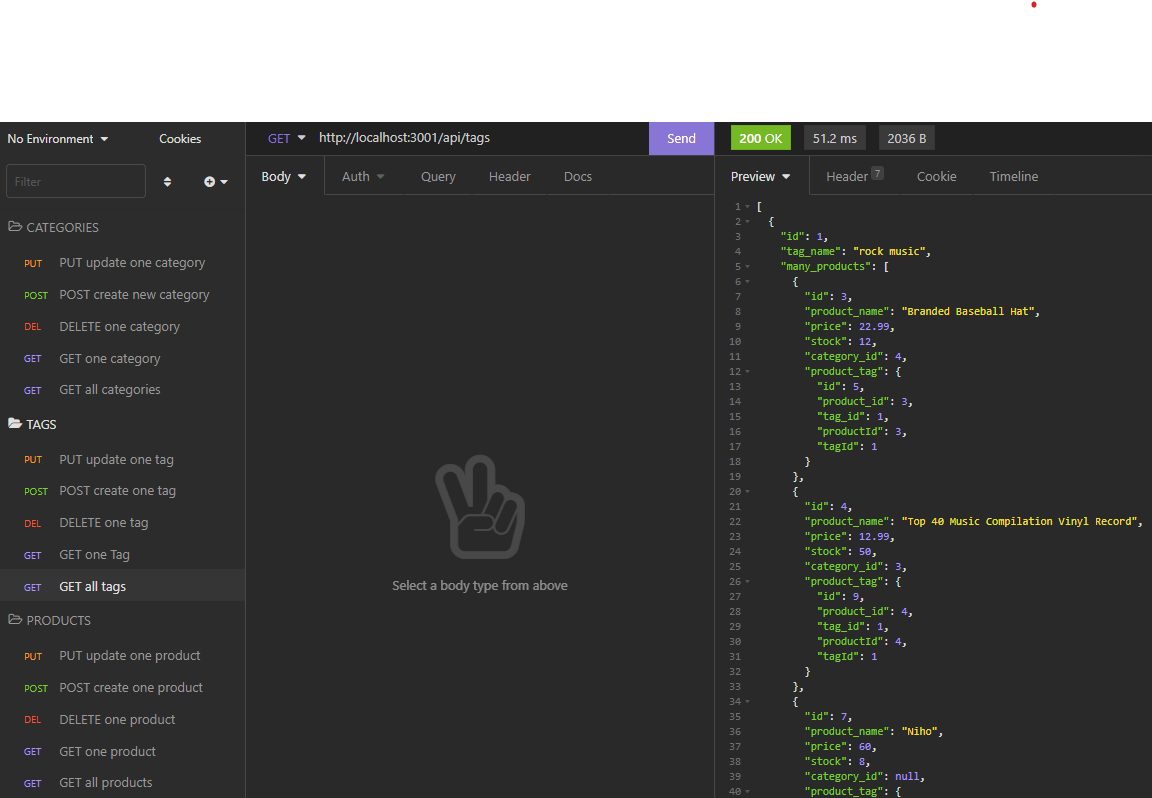 No Environment
Cookies
Filter
CATEGORIES
PUT PUT update one category
POST POST create new category
DEL DELETE one category
GET GET one category
GET GET all categories
TAGS
PUT PUT update one tag
POST POST create one tag
DEL DELETE one tag
GET GET one Tag
GET GET all tags
PRODUCTS
PUT PUT update one product
POST POST create one product
DEL DELETE one product
GET GET one product
GET GET all products
GET http://localhost:3001/api/tags Send
Body Auth Query Header Docs
Select a body type from above
200 OK 51.2 ms 2036 B
Preview Header 7 Cookie Timeline
1 [
2 {
3 "id": 1,
4 "tag_name": "rock music",
5 "many_products": [
6 {
7 "id": 3,
8 "product_name": "Branded Baseball Hat",
9 "price": 22.99,
10 "stock": 12,
11 "category_id": 4,
12 "product_tag": {
13 "id": 5,
14 "product_id": 3,
15 "tag_id": 1,
16 "productId": 3,
17 "tagId": 1
18 }
19 },
20 {
21 "id": 4,
22 "product_name": "Top 40 Music Compilation Vinyl Record",
23 "price": 12.99,
24 "stock": 50,
25 "category_id": 3,
26 "product_tag": {
27 "id": 9,
28 "product_id": 4,
29 "tag_id": 1,
30 "productId": 4,
31 "tagId": 1
32 }
33 },
34 {
35 "id": 7,
36 "product_name": "Niho",
37 "price": 60,
38 "stock": 8,
39 "category_id": null,
40 "product_tag": {